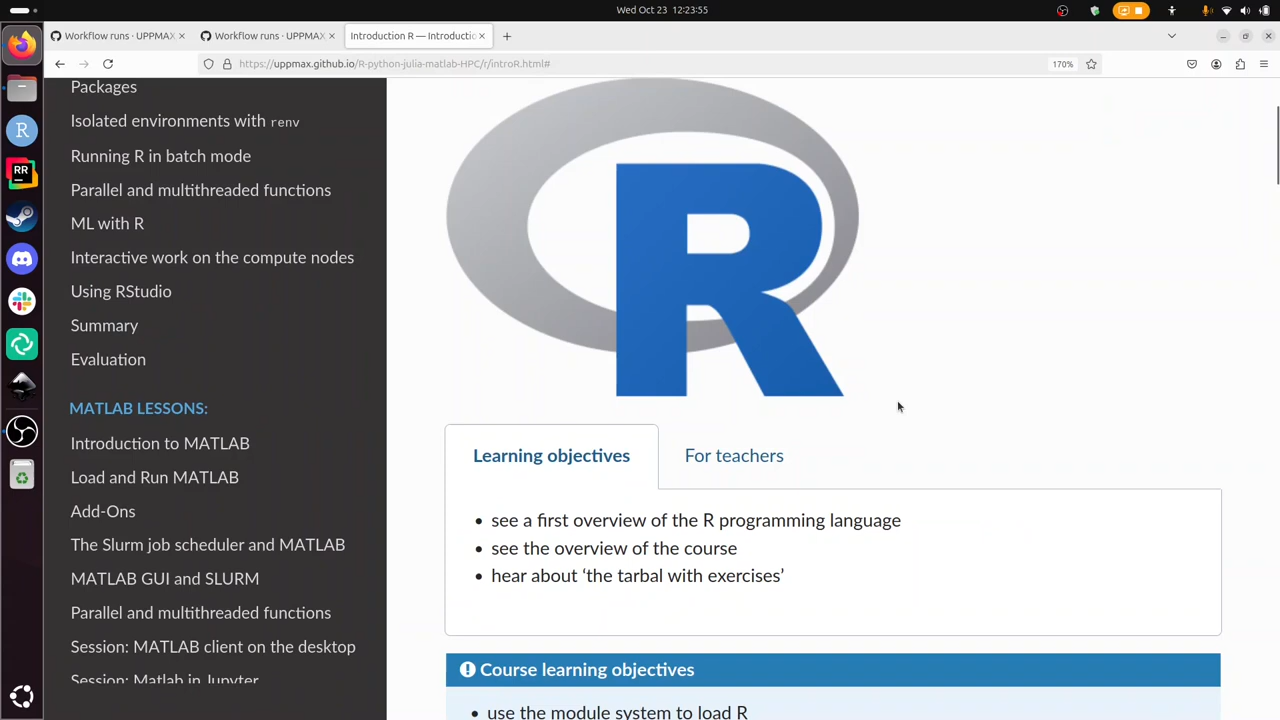 Wed Oct 23 12:23:55
Workflow runs · UPPMAX
Workflow runs · UPPMAX
Introduction R — Introductio
https://uppmax.github.io/R-python-julia-matlab-HPC/r/introR.html#
170%
Packages
Isolated environments with renv
Running R in batch mode
Parallel and multithreaded functions
ML with R
Interactive work on the compute nodes
Using RStudio
Summary
Evaluation
MATLAB LESSONS:
Introduction to MATLAB
Load and Run MATLAB
Add-Ons
The Slurm job scheduler and MATLAB
MATLAB GUI and SLURM
Parallel and multithreaded functions
Session: MATLAB client on the desktop
Session: Matlab in Jupyter
R
RR
R
Learning objectives
For teachers
see a first overview of the R programming language
see the overview of the course
hear about ‘the tarbal with exercises’
Course learning objectives
use the module system to load R